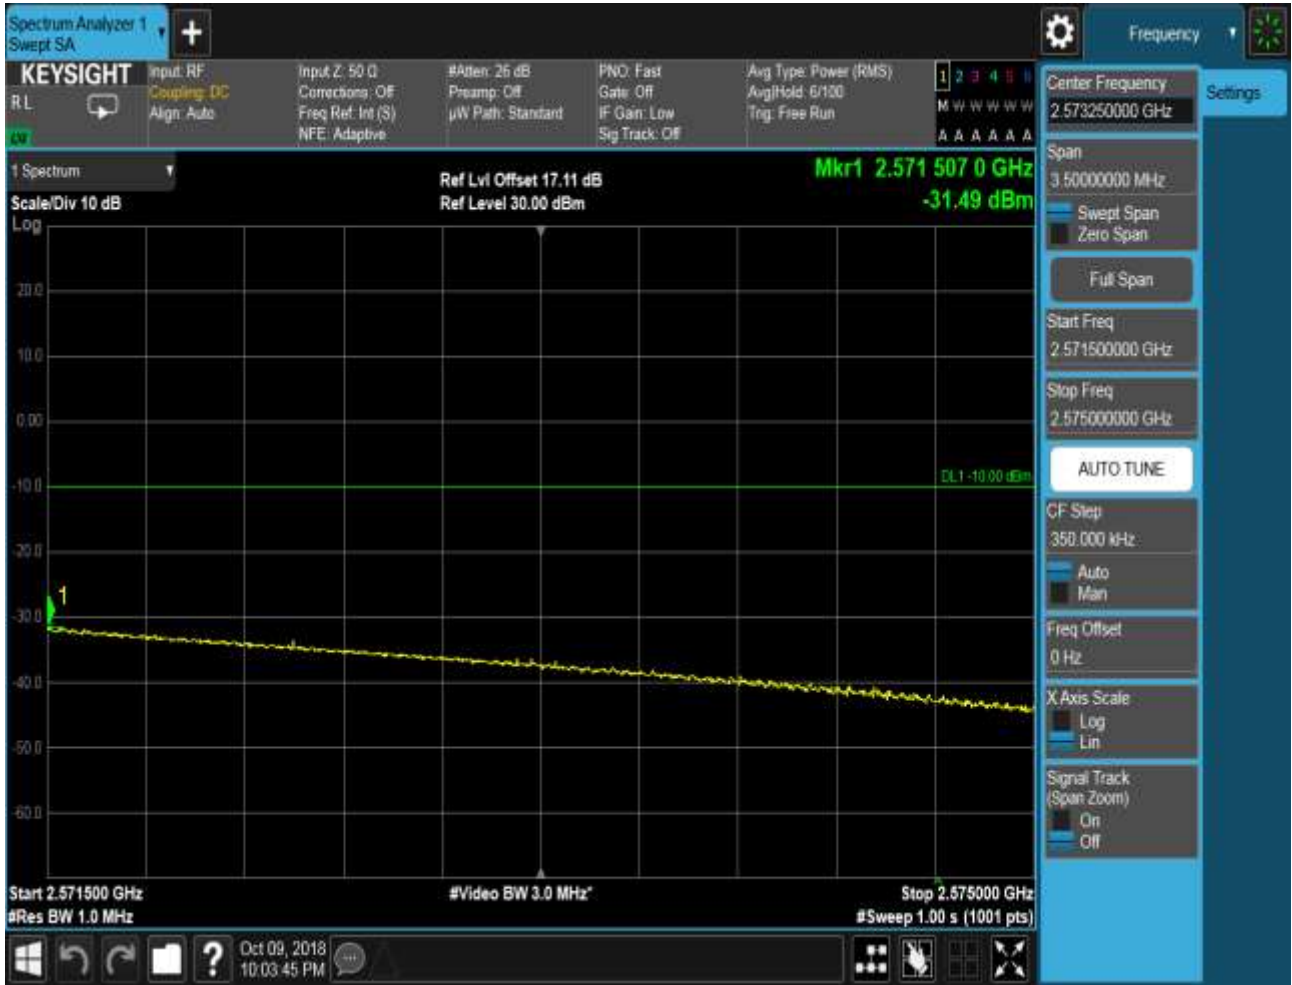 Spectrum Analyzer 1
Swept SA
Frequency
KEYSIGHT
Input: RF
Coupling: DC
Align: Auto
Input Z: 50 Ω
Corrections: Off
Freq Ref: Int (S)
NFE: Adaptive
#Atten: 26 dB
Preamp: Off
µW Path: Standard
PNO: Fast
Gate: Off
IF Gain: Low
Sig Track: Off
Avg Type: Power (RMS)
Avg|Hold: 6/100
Trig: Free Run
1 2 3 4 5 6
M W W W W W
A A A A A A
R L
LXI
Center Frequency
2.573250000 GHz
Settings
Span
3.50000000 MHz
Swept Span
Zero Span
Full Span
Start Freq
2.571500000 GHz
Stop Freq
2.575000000 GHz
AUTO TUNE
CF Step
350.000 kHz
Auto
Man
Freq Offset
0 Hz
X Axis Scale
Log
Lin
Signal Track
(Span Zoom)
On
Off
1 Spectrum
Scale/Div 10 dB
Log
Ref Lvl Offset 17.11 dB
Ref Level 30.00 dBm
Mkr1 2.571 507 0 GHz
-31.49 dBm
20.0
10.0
0.00
-10.0
DL1 -10.00 dBm
-20.0
1
-30.0
-40.0
-50.0
-60.0
Start 2.571500 GHz
#Res BW 1.0 MHz
#Video BW 3.0 MHz*
Stop 2.575000 GHz
#Sweep 1.00 s (1001 pts)
?
Oct 09, 2018
10:03:45 PM